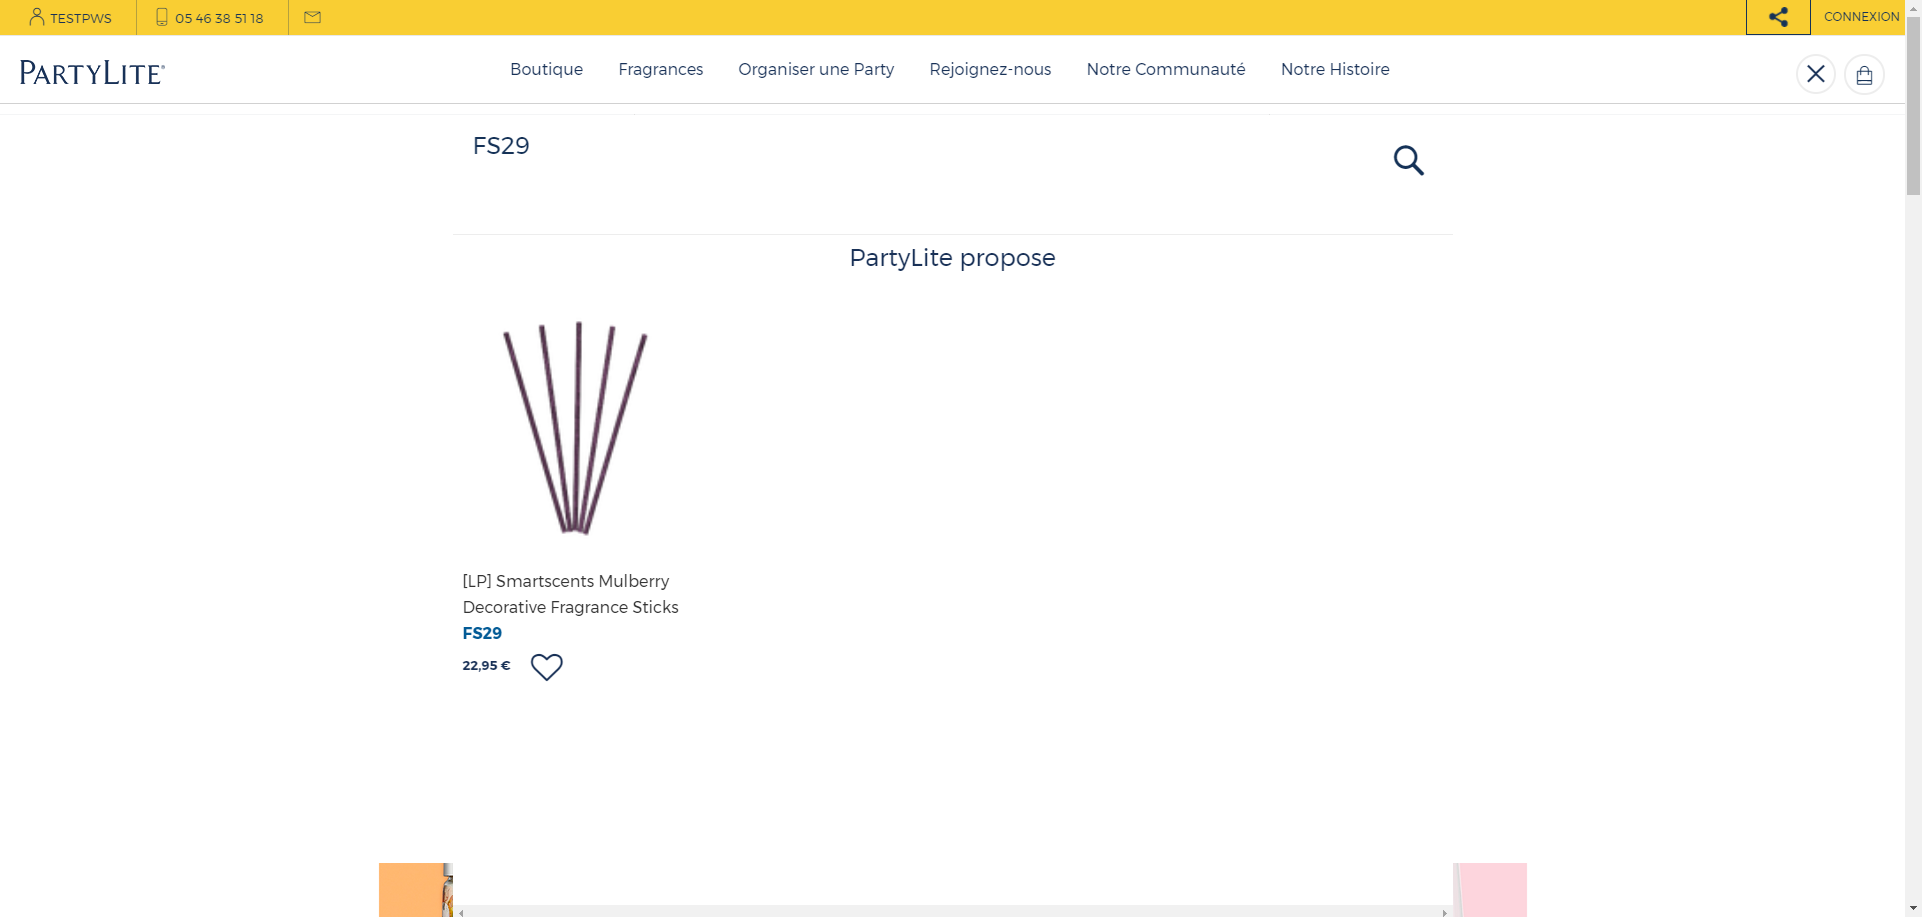 TESTPWS
05 46 38 51 18
CONNEXION
PARTYLITE®
Boutique
Fragrances
Organiser une Party
Rejoignez-nous
Notre Communauté
Notre Histoire
FS29
PartyLite propose
[LP] Smartscents Mulberry
Decorative Fragrance Sticks
FS29
22,95 €